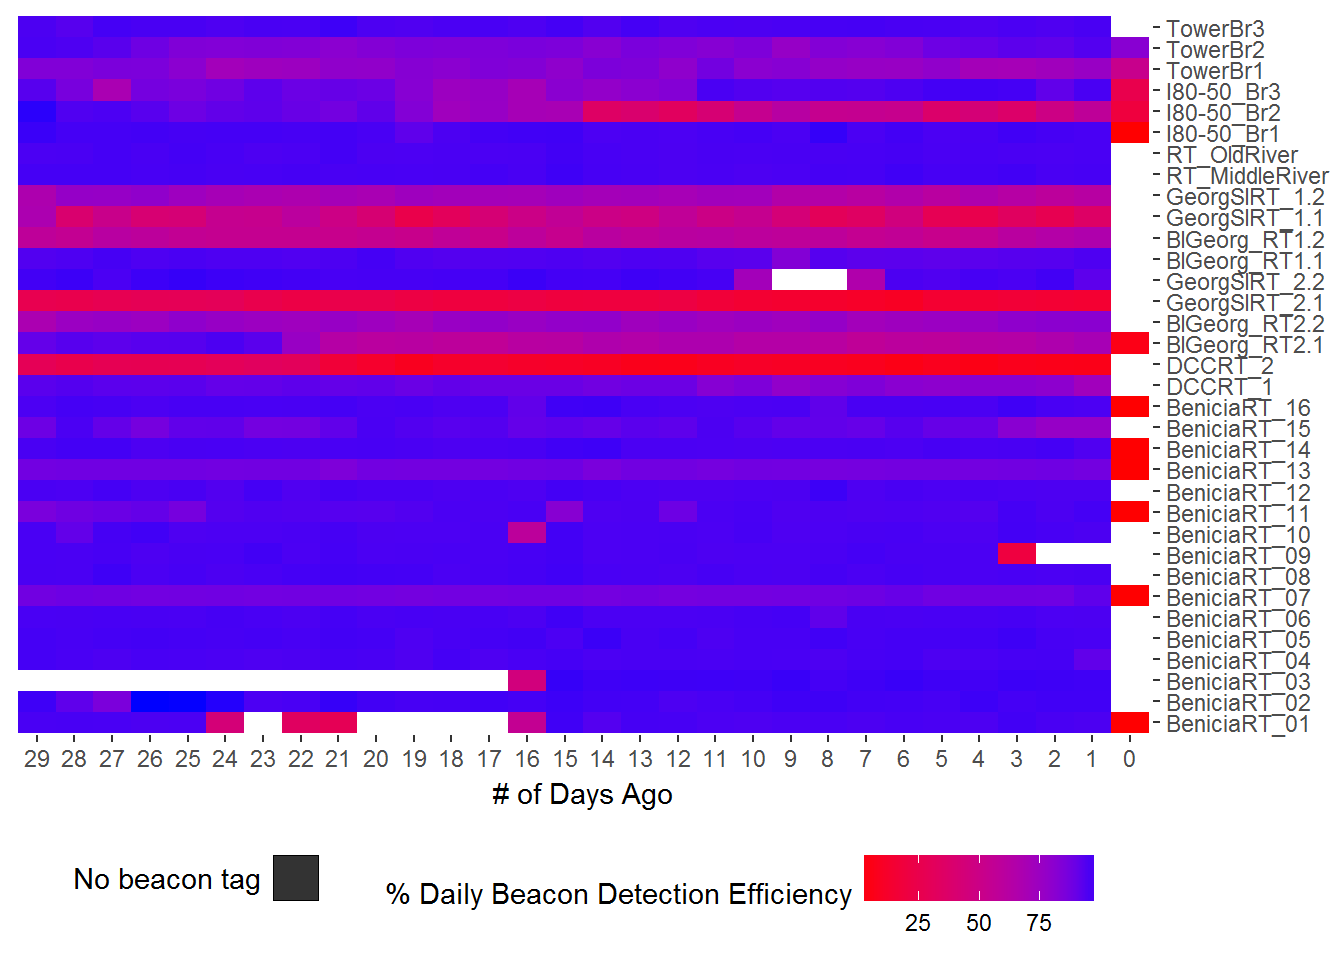 TowerBr3
TowerBr2
TowerBr1
I80-50_Br3
I80-50_Br2
I80-50_Br1
RT_OldRiver
RT_MiddleRiver
GeorgSlRT_1.2
GeorgSlRT_1.1
BlGeorg_RT1.2
BlGeorg_RT1.1
GeorgSlRT_2.2
GeorgSlRT_2.1
BlGeorg_RT2.2
BlGeorg_RT2.1
DCCRT_2
DCCRT_1
BeniciaRT_16
BeniciaRT_15
BeniciaRT_14
BeniciaRT_13
BeniciaRT_12
BeniciaRT_11
BeniciaRT_10
BeniciaRT_09
BeniciaRT_08
BeniciaRT_07
BeniciaRT_06
BeniciaRT_05
BeniciaRT_04
BeniciaRT_03
BeniciaRT_02
BeniciaRT_01
29 28 27 26 25 24 23 22 21 20 19 18 17 16 15 14 13 12 11 10 9 8 7 6 5 4 3 2 1 0
# of Days Ago
No beacon tag
% Daily Beacon Detection Efficiency
25 50 75